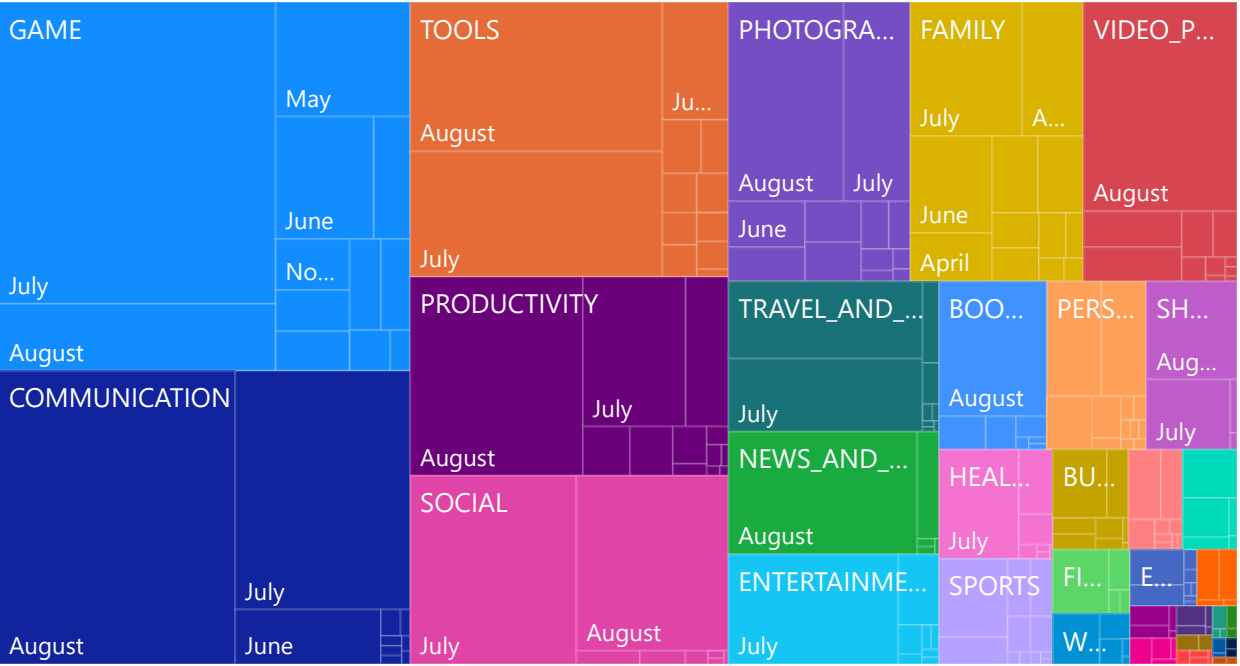 GAME
May
June
No...
July
August
COMMUNICATION
July
August
June
TOOLS
Ju...
August
July
PRODUCTIVITY
July
August
SOCIAL
July
August
PHOTOGRA...
August
July
June
FAMILY
July
A...
June
April
VIDEO_P...
August
TRAVEL_AND_...
July
NEWS_AND_...
August
ENTERTAINME...
July
BOO...
August
PERS...
SH...
Aug...
July
HEAL...
July
BU...
SPORTS
FI...
E...
W...